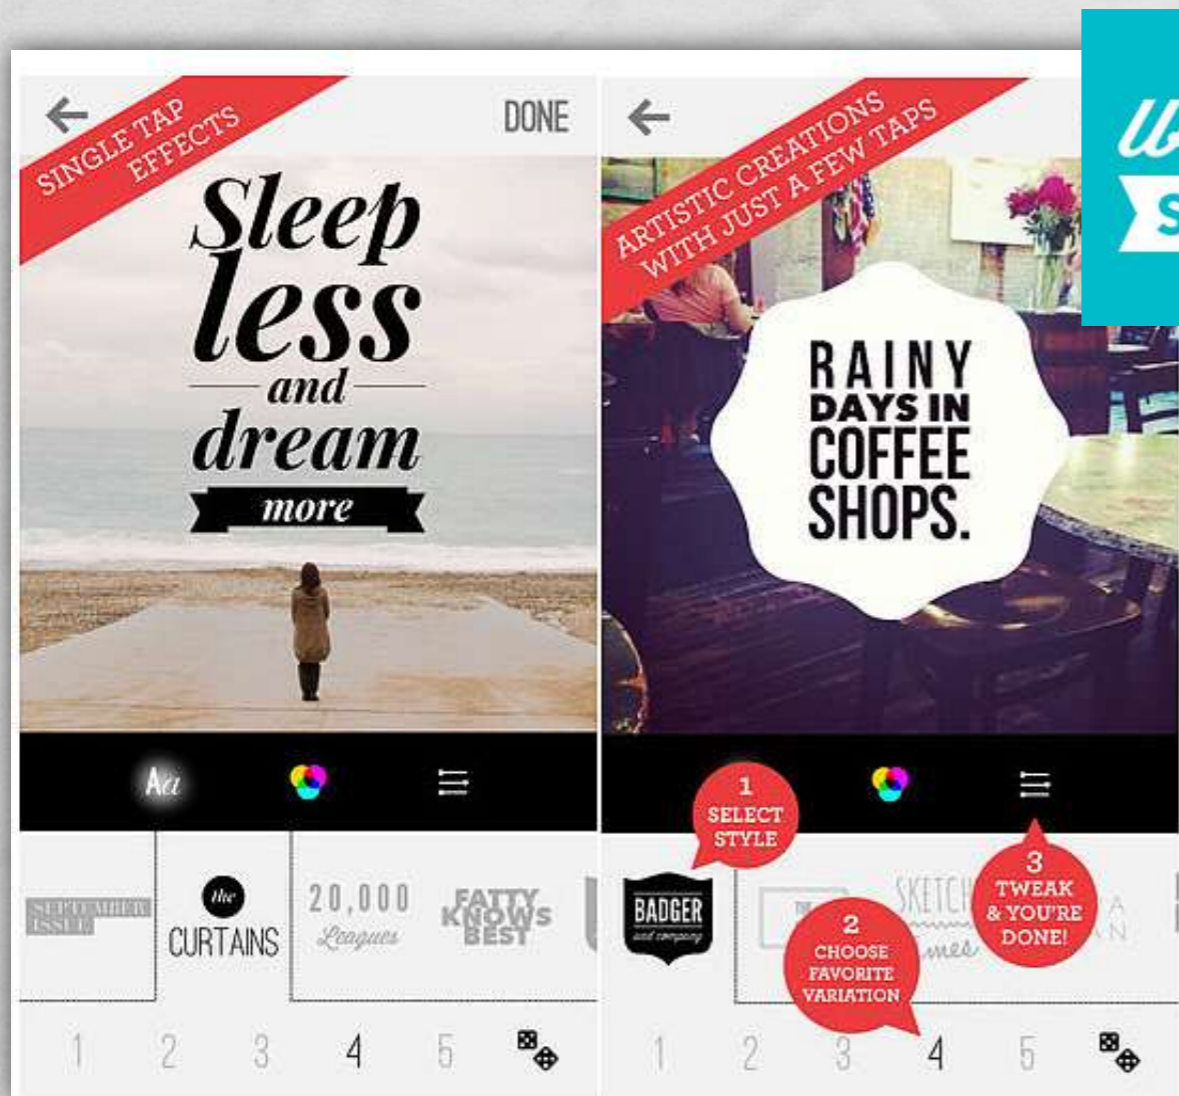 SINGLE TAP
EFFECTS
DONE
Sleep
less
and
dream
more
Aa
SEPTEMBER
ISSUE
the
CURTAINS
20,000
Leagues
FATTY
KNOWS
BEST
1 2 3 4 5
ARTISTIC CREATIONS
WITH JUST A FEW TAPS
RAINY
DAYS IN
COFFEE
SHOPS.
1
SELECT
STYLE
BADGER
and company
2
CHOOSE
FAVORITE
VARIATION
SKETCH
3
TWEAK
& YOU'RE
DONE!
1 2 3 4 5